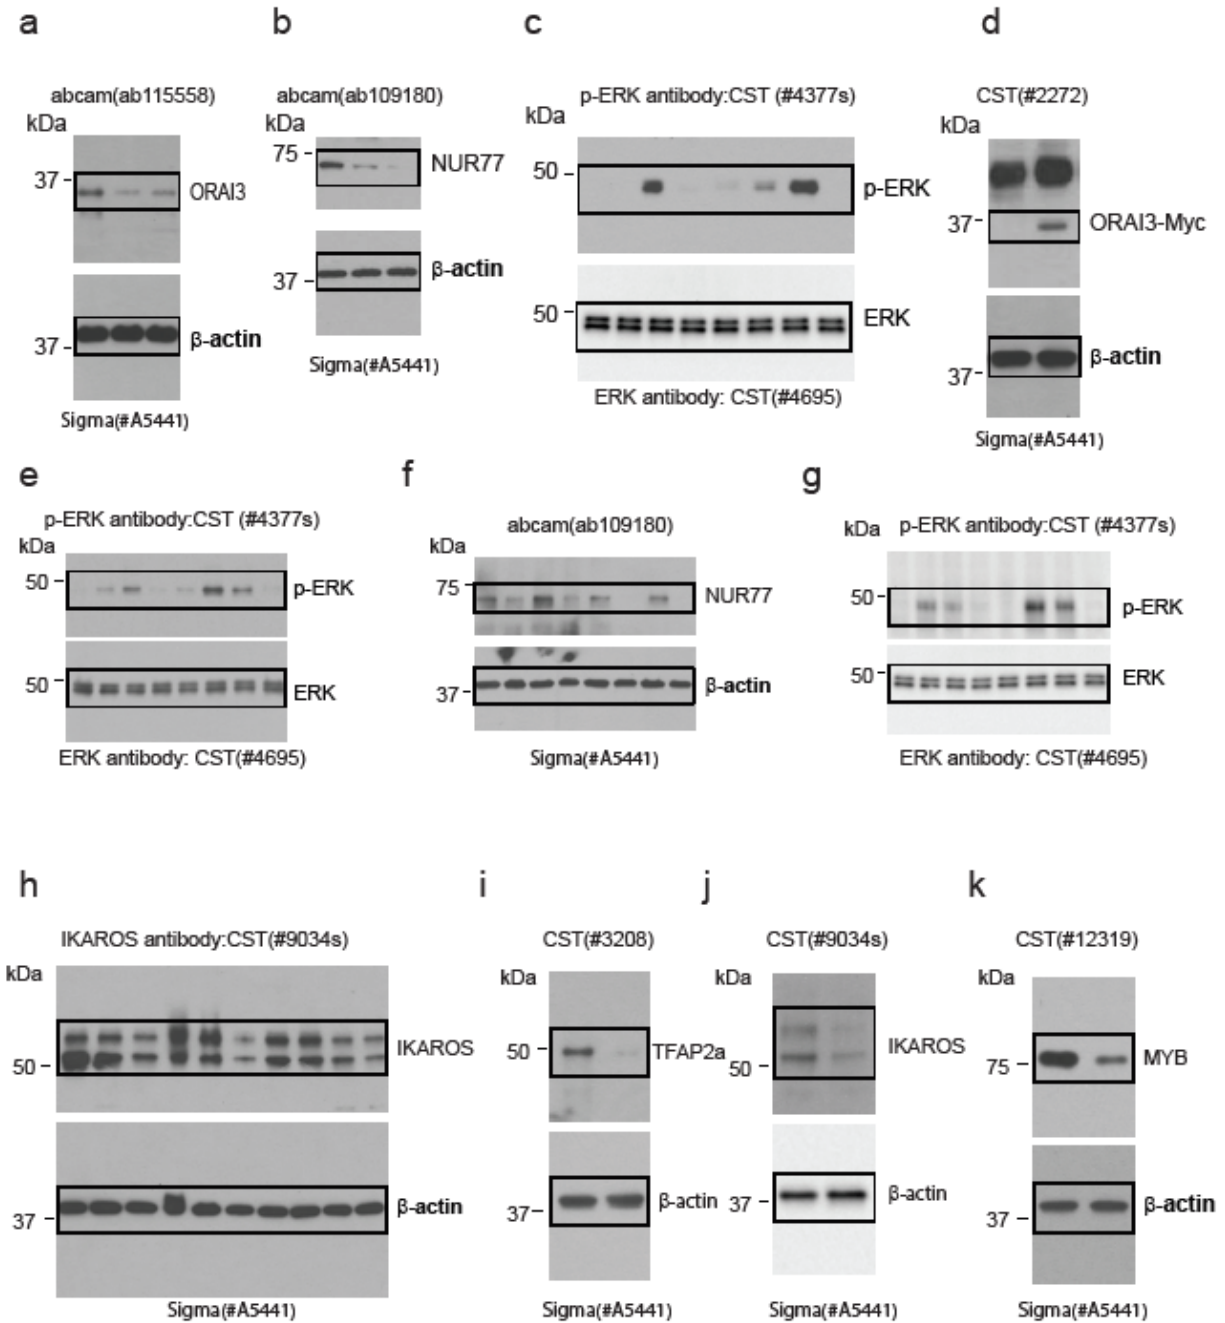 a
abcam(ab115558)
kDa
37
ORAI3
37
β-actin
Sigma(#A5441)
b
abcam(ab109180)
kDa
75
NUR77
37
β-actin
Sigma(#A5441)
c
p-ERK antibody:CST (#4377s)
kDa
50
p-ERK
50
ERK
ERK antibody: CST(#4695)
d
CST(#2272)
kDa
37
ORAI3-Myc
37
β-actin
Sigma(#A5441)
e
p-ERK antibody:CST (#4377s)
kDa
50
p-ERK
50
ERK
ERK antibody: CST(#4695)
f
abcam(ab109180)
kDa
75
NUR77
37
β-actin
Sigma(#A5441)
g
p-ERK antibody:CST (#4377s)
kDa
50
p-ERK
50
ERK
ERK antibody: CST(#4695)
h
IKAROS antibody:CST(#9034s)
kDa
50
IKAROS
37
β-actin
Sigma(#A5441)
i
CST(#3208)
kDa
50
TFAP2a
37
β-actin
Sigma(#A5441)
j
CST(#9034s)
kDa
50
IKAROS
37
β-actin
Sigma(#A5441)
k
CST(#12319)
kDa
75
MYB
37
β-actin
Sigma(#A5441)